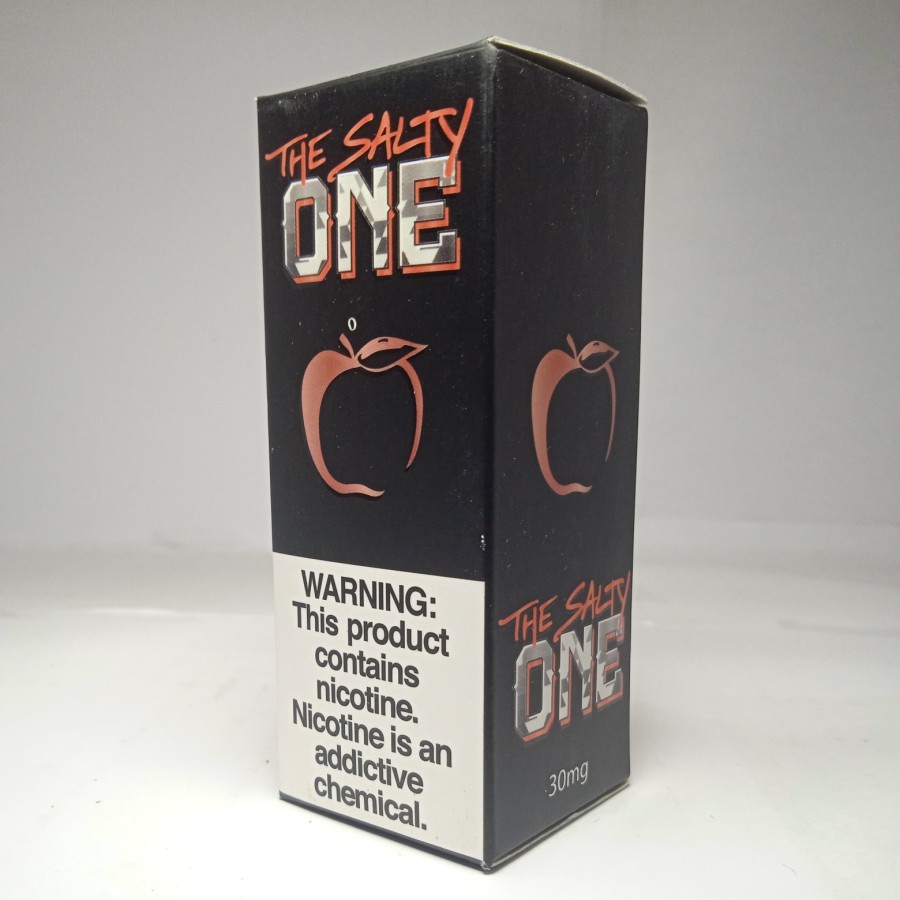 THE SALTY
ONE
WARNING:
This product
contains
nicotine.
Nicotine is an
addictive
chemical.
THE SALTY
ONE
30mg